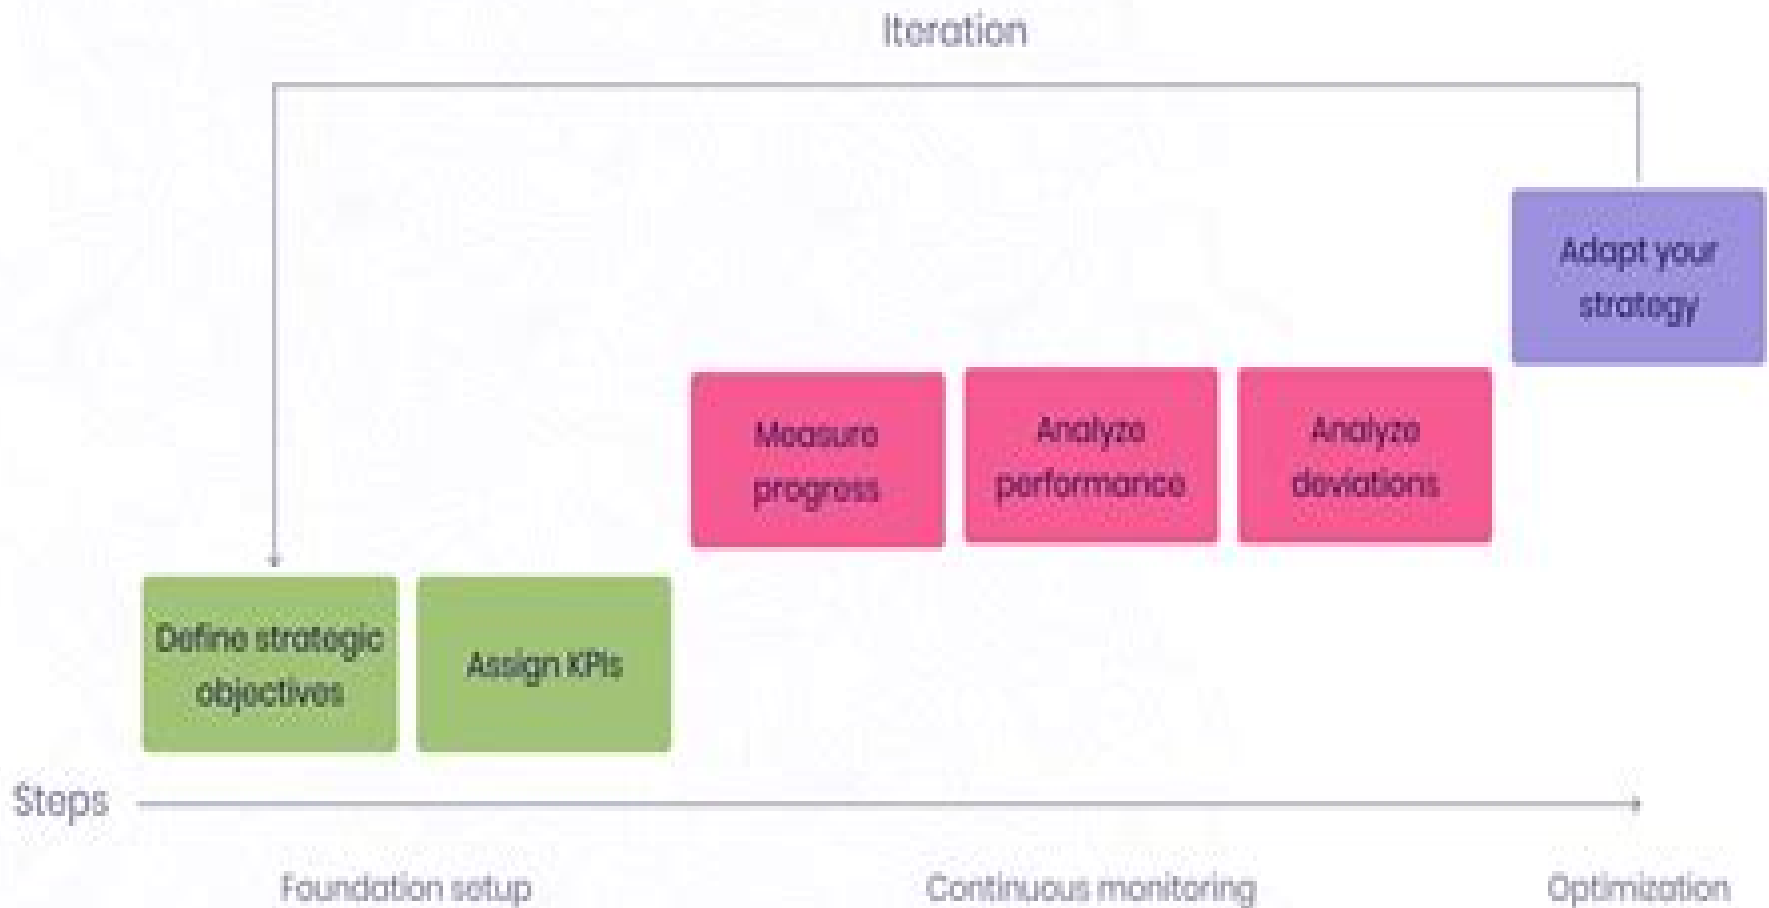 Iteration
Adapt your
strategy
Measure
progress
Analyze
performance
Analyze
deviations
Define strategic
objectives
Assign KPIs
Steps
Foundation setup
Continuous monitoring
Optimization